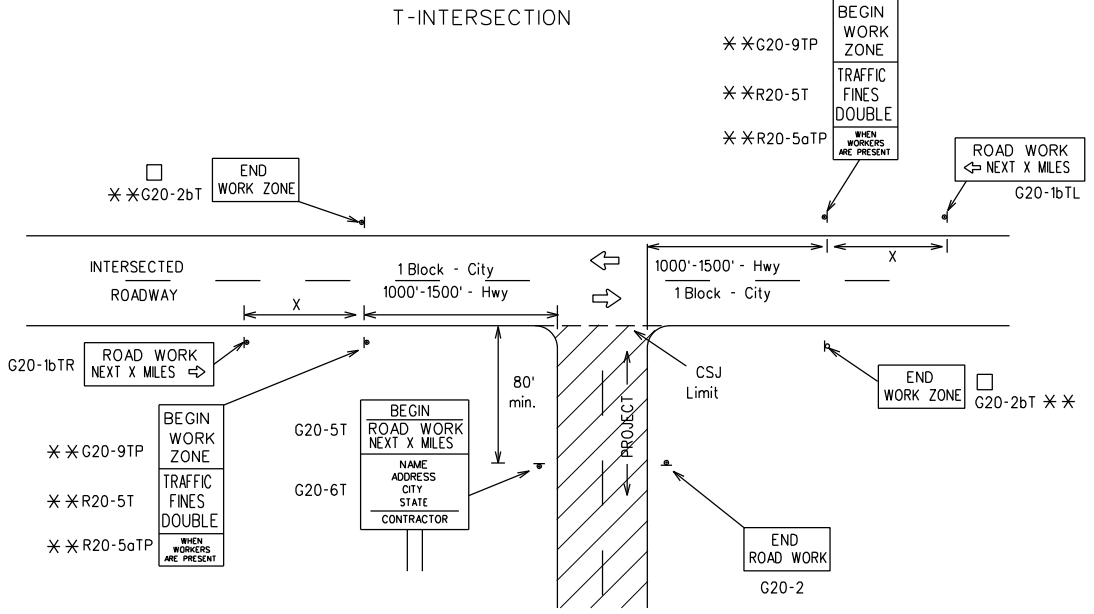 T-INTERSECTION
BEGIN
WORK
ZONE
✳✳G20-9TP
TRAFFIC
FINES
DOUBLE
✳✳R20-5T
WHEN
WORKERS
ARE PRESENT
✳✳R20-5aTP
ROAD WORK
⇦ NEXT X MILES
G20-1bTL
END
WORK ZONE
✳✳G20-2bT
INTERSECTED
ROADWAY
1 Block - City
1000'-1500' - Hwy
X
1000'-1500' - Hwy
1 Block - City
X
G20-1bTR
ROAD WORK
NEXT X MILES ⇨
80'
min.
PROJECT
CSJ
Limit
END
WORK ZONE
G20-2bT ✳✳
BEGIN
WORK
ZONE
✳✳G20-9TP
TRAFFIC
FINES
DOUBLE
✳✳R20-5T
WHEN
WORKERS
ARE PRESENT
✳✳R20-5aTP
G20-5T
BEGIN
ROAD WORK
NEXT X MILES
G20-6T
NAME
ADDRESS
CITY
STATE
CONTRACTOR
END
ROAD WORK
G20-2